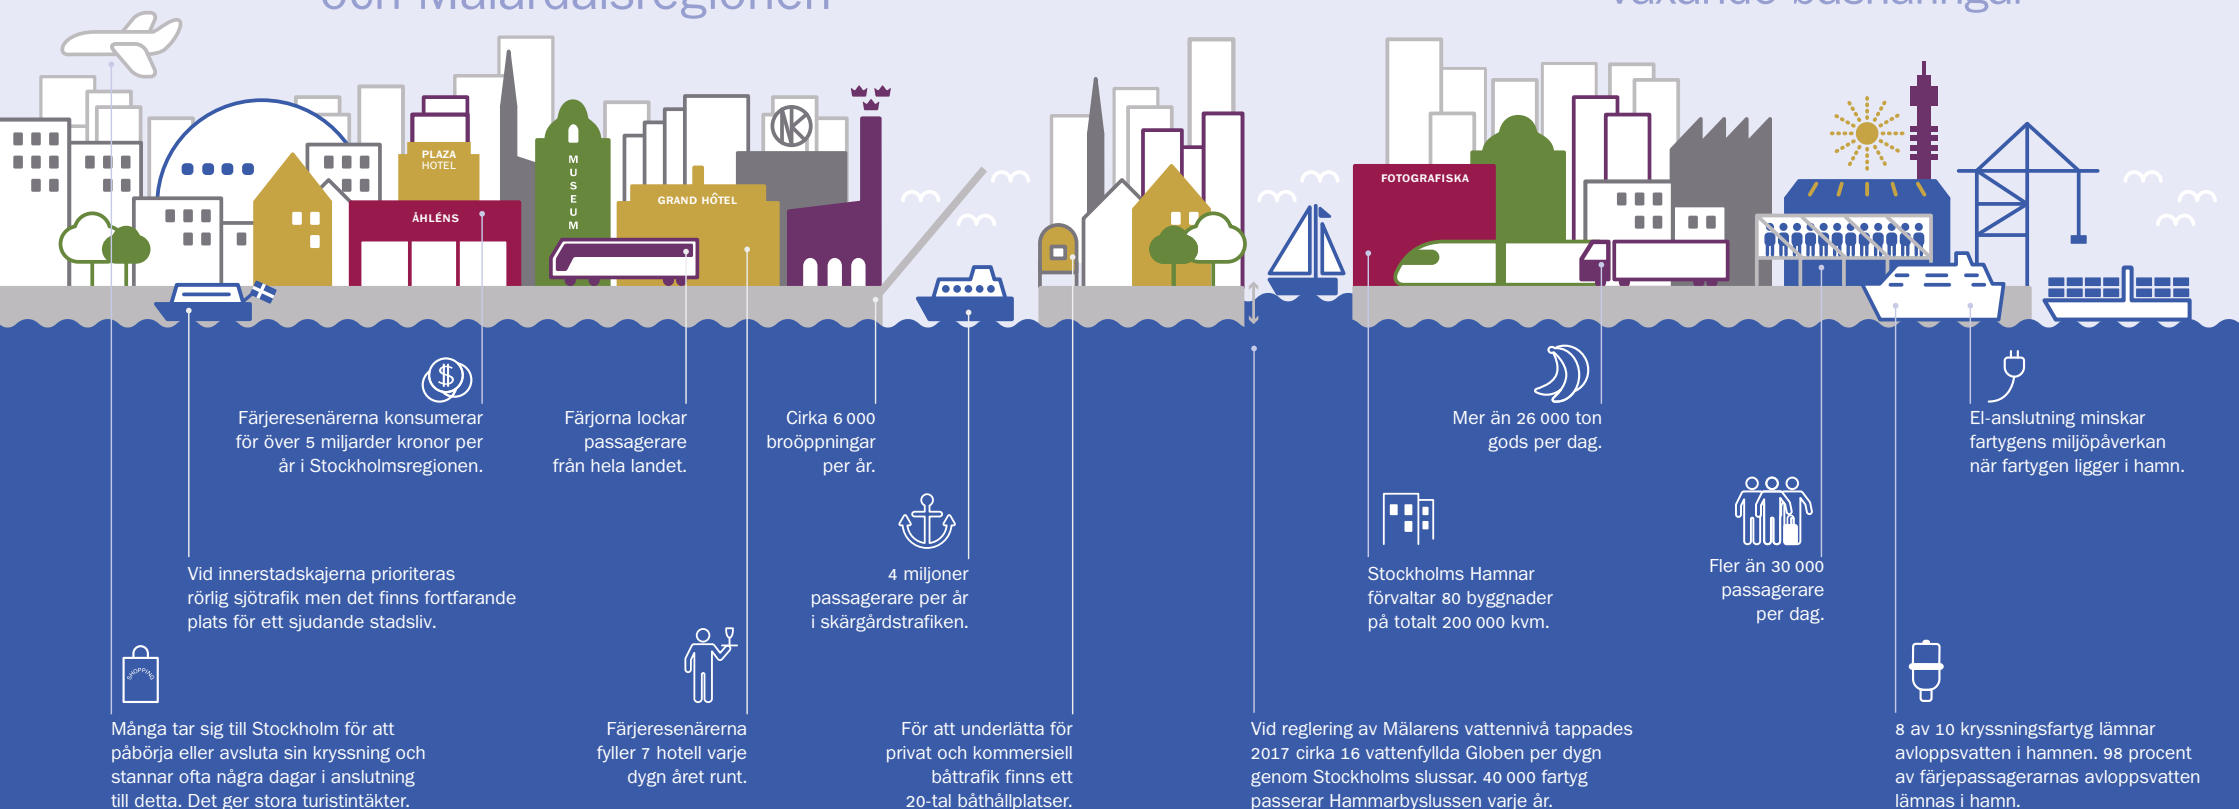 och Mälardalsregionen
växande basnäringar
PLAZA
HOTEL
ÅHLÉNS
MUSEUM
GRAND HÔTEL
NK
FOTOGRAFISKA
$
Färjeresenärerna konsumerar
för över 5 miljarder kronor per
år i Stockholmsregionen.
Färjorna lockar
passagerare
från hela landet.
Cirka 6 000
broöppningar
per år.
Mer än 26 000 ton
gods per dag.
El-anslutning minskar
fartygens miljöpåverkan
när fartygen ligger i hamn.
Vid innerstadskajerna prioriteras
rörlig sjötrafik men det finns fortfarande
plats för ett sjudande stadsliv.
4 miljoner
passagerare per år
i skärgårdstrafiken.
Stockholms Hamnar
förvaltar 80 byggnader
på totalt 200 000 kvm.
Fler än 30 000
passagerare
per dag.
SHOPPING
Många tar sig till Stockholm för att
påbörja eller avsluta sin kryssning och
stannar ofta några dagar i anslutning
till detta. Det ger stora turistintäkter.
Färjeresenärerna
fyller 7 hotell varje
dygn året runt.
För att underlätta för
privat och kommersiell
båttrafik finns ett
20-tal båthållplatser.
Vid reglering av Mälarens vattennivå tappades
2017 cirka 16 vattenfyllda Globen per dygn
genom Stockholms slussar. 40 000 fartyg
passerar Hammarbyslussen varje år.
8 av 10 kryssningsfartyg lämnar
avloppsvatten i hamnen. 98 procent
av färjepassagerarnas avloppsvatten
lämnas i hamn.